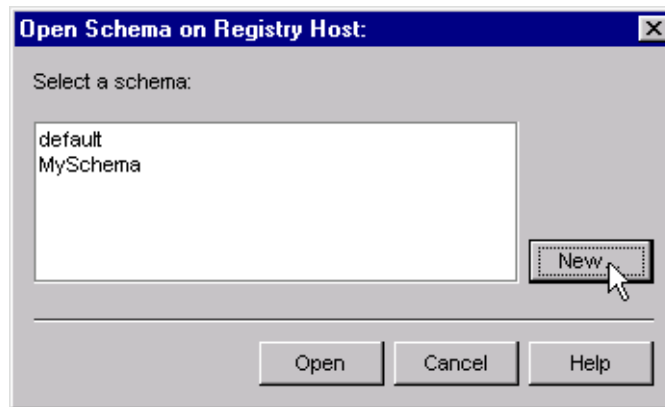 Open Schema on Registry Host:
Select a schema:
default
MySchema
New...
Open Cancel Help